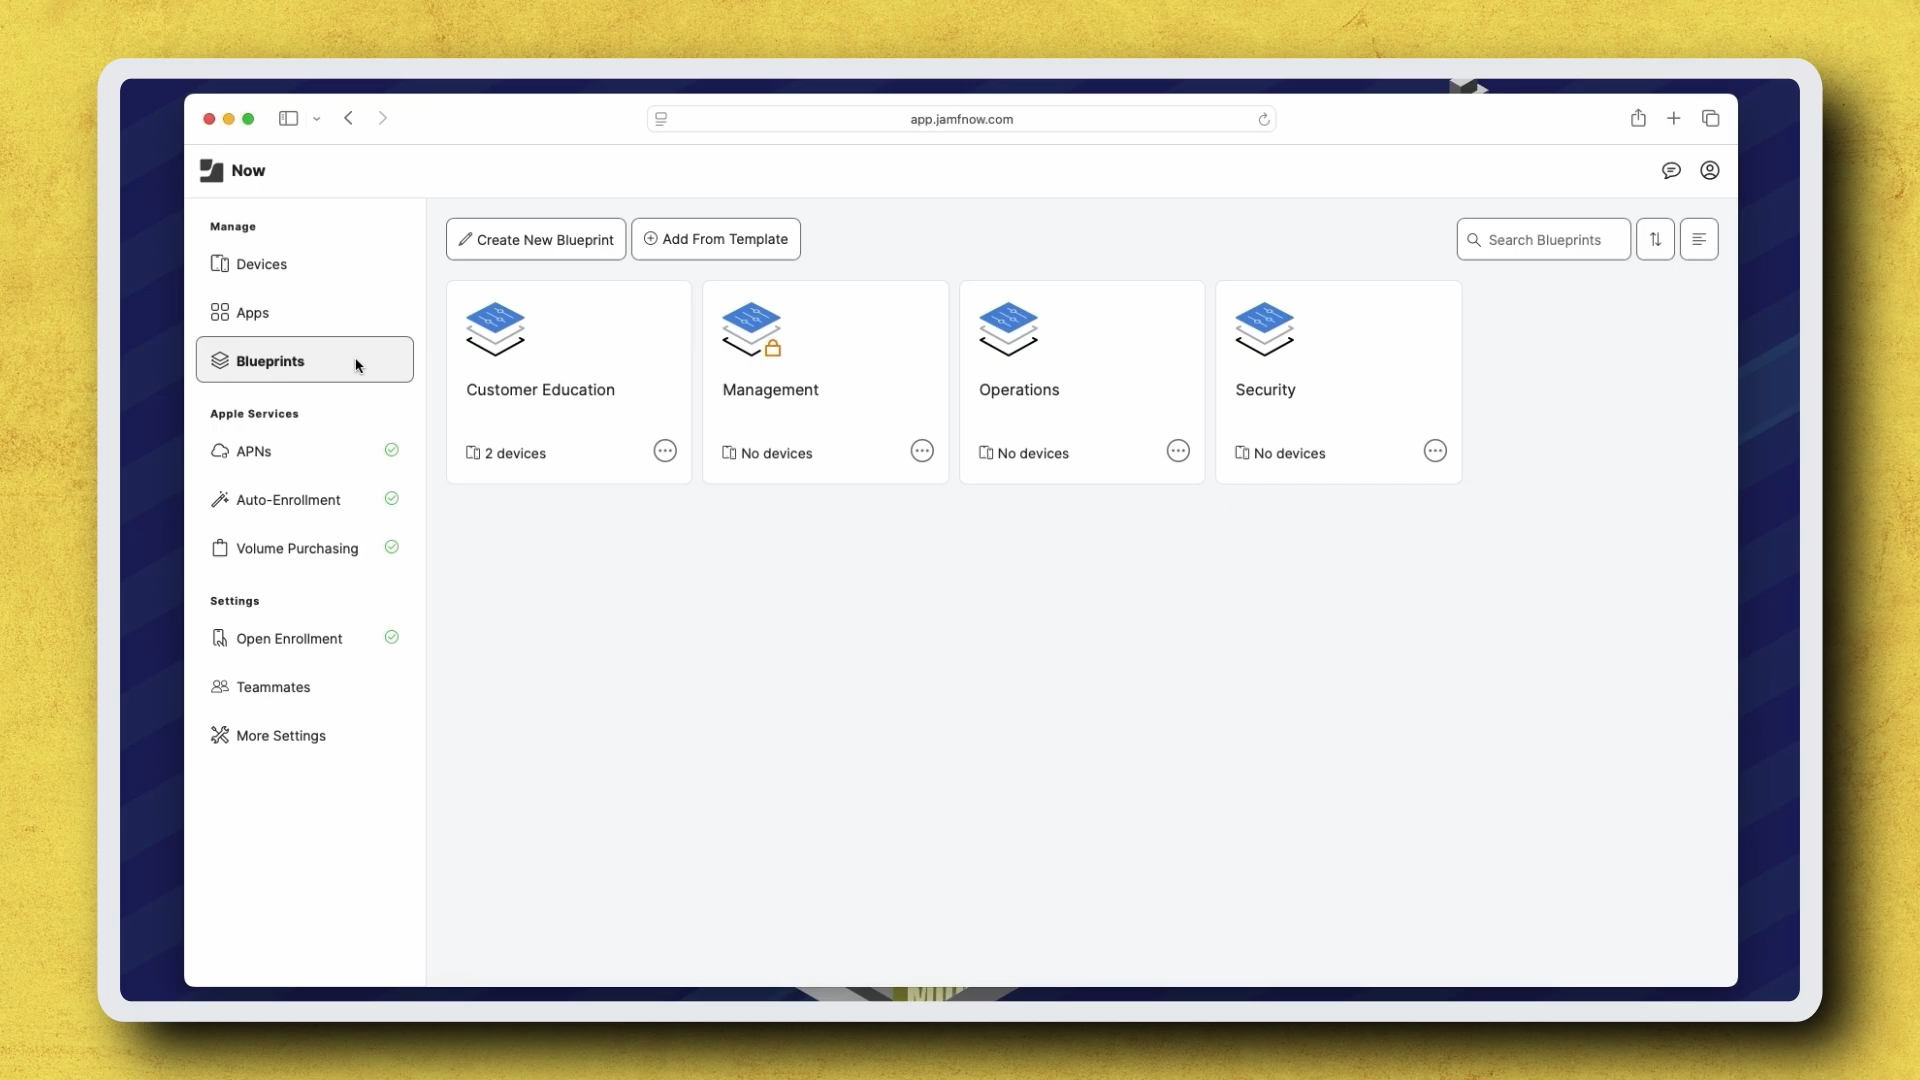 app.jamfnow.com
Now
Manage
Devices
Apps
Blueprints
Apple Services
APNs
Auto-Enrollment
Volume Purchasing
Settings
Open Enrollment
Teammates
More Settings
Create New Blueprint
Add From Template
Search Blueprints
Customer Education
2 devices
Management
No devices
Operations
No devices
Security
No devices